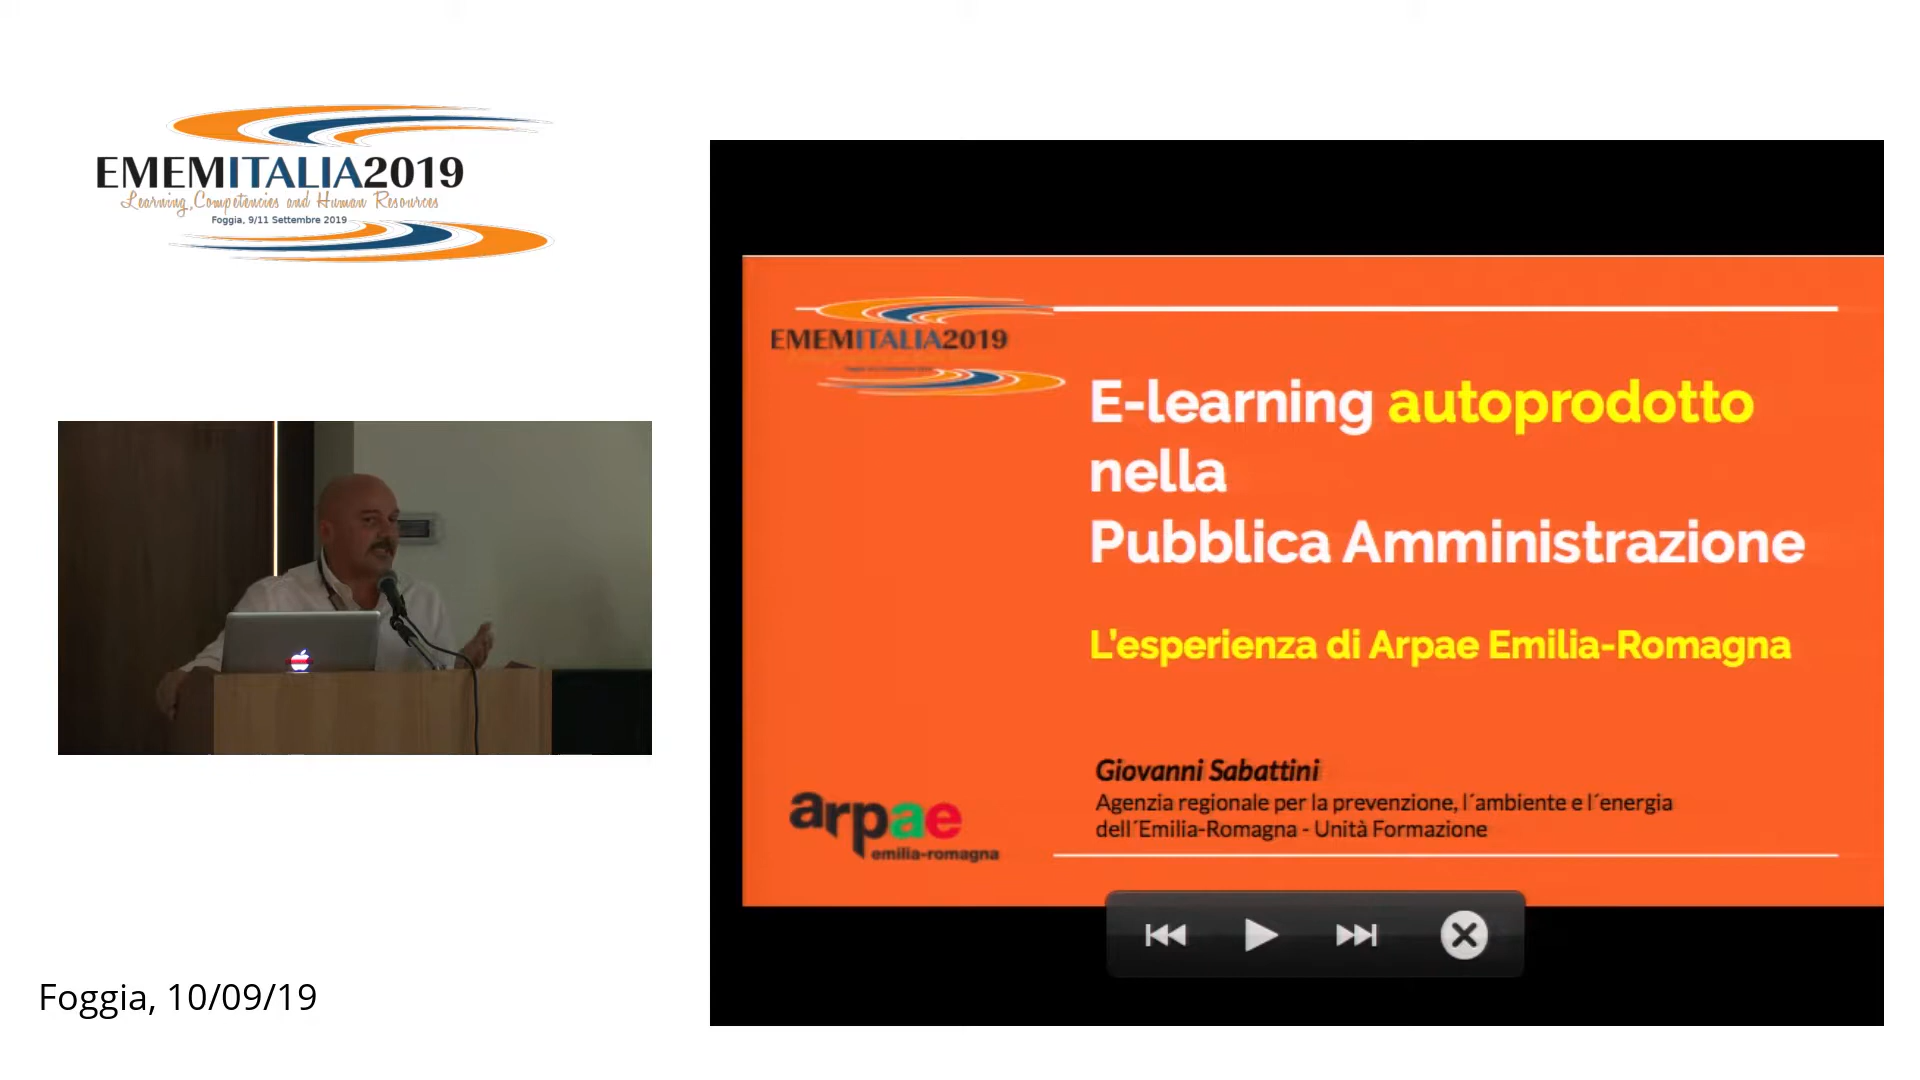 EMEMITALIA2019
Learning, Competencies and Human Resources
Foggia, 9/11 Settembre 2019
EMEMITALIA2019
E-learning autoprodotto
nella
Pubblica Amministrazione
L'esperienza di Arpae Emilia-Romagna
Giovanni Sabattini
Agenzia regionale per la prevenzione, l´ambiente e l´energia
dell´Emilia-Romagna - Unità Formazione
arpae
emilia-romagna
Foggia, 10/09/19